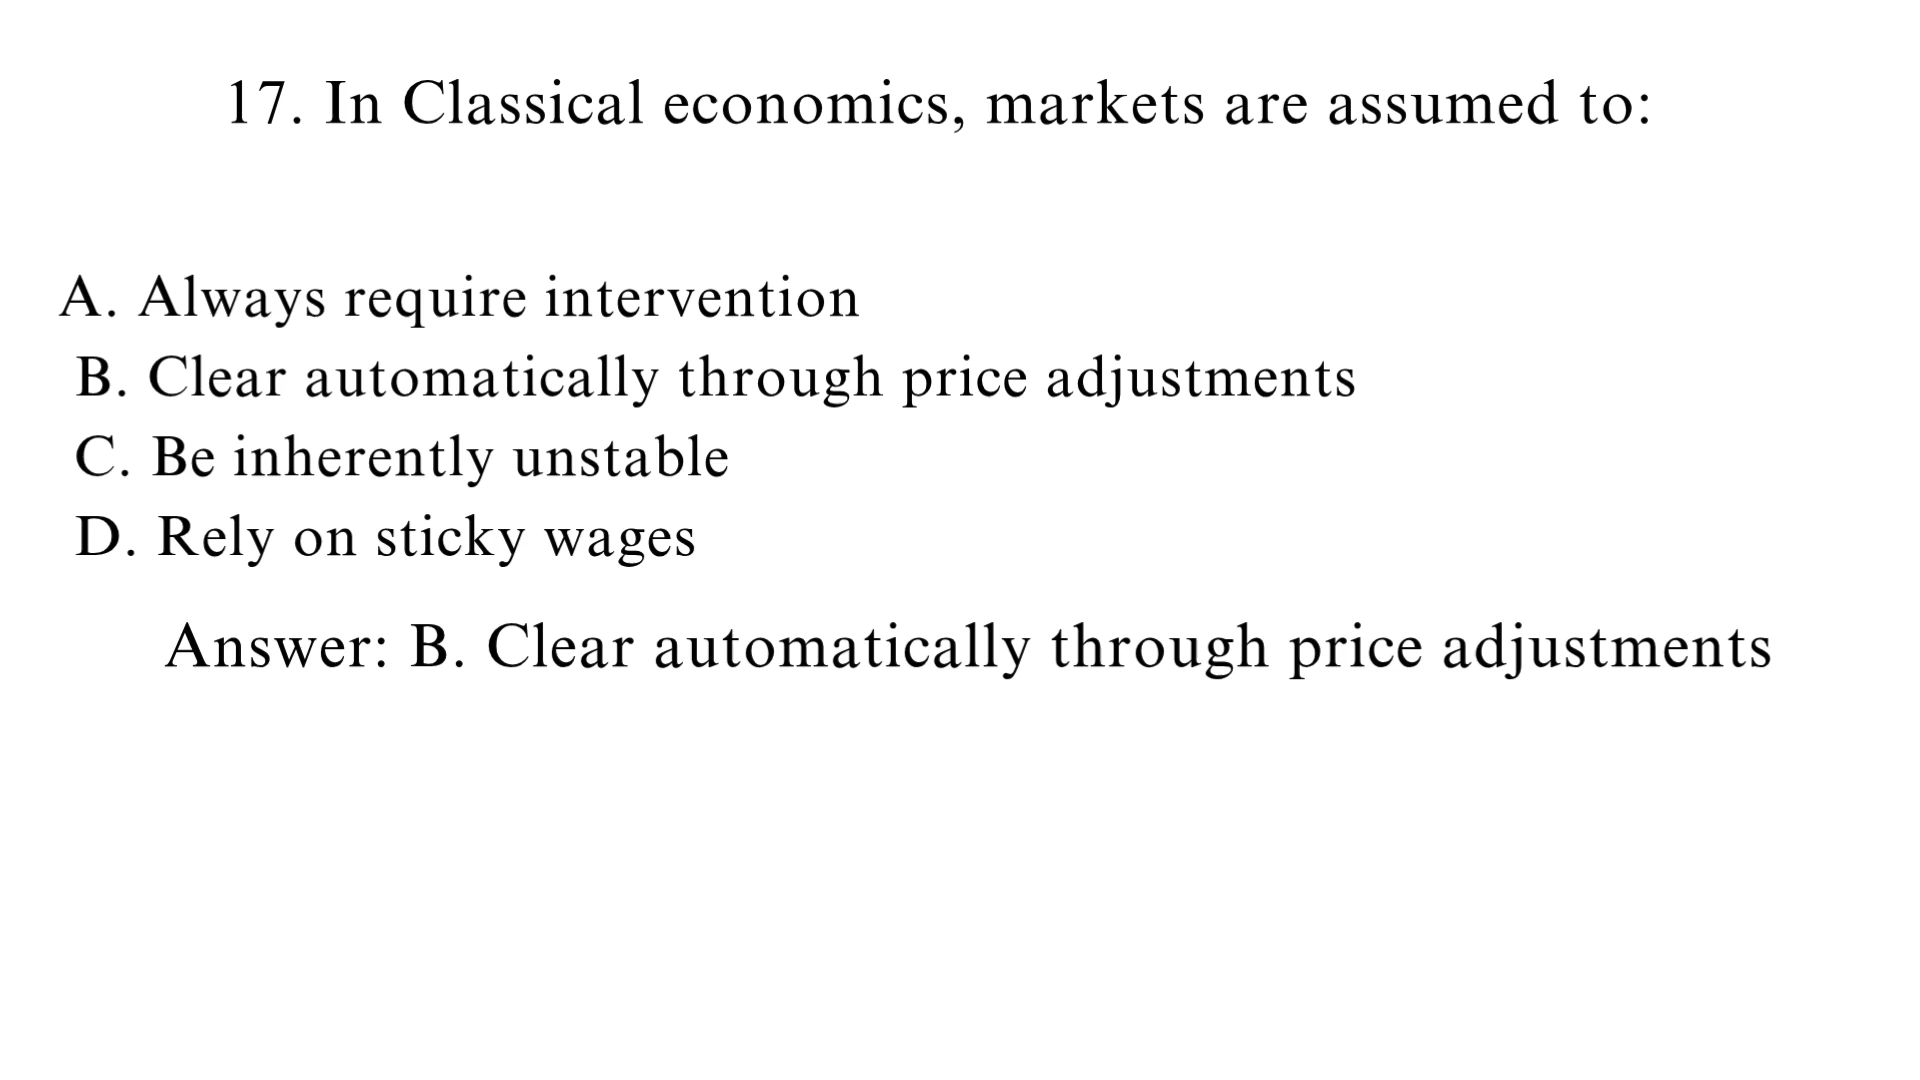 17. In Classical economics, markets are assumed to:
A. Always require intervention
B. Clear automatically through price adjustments
C. Be inherently unstable
D. Rely on sticky wages
Answer: B. Clear automatically through price adjustments